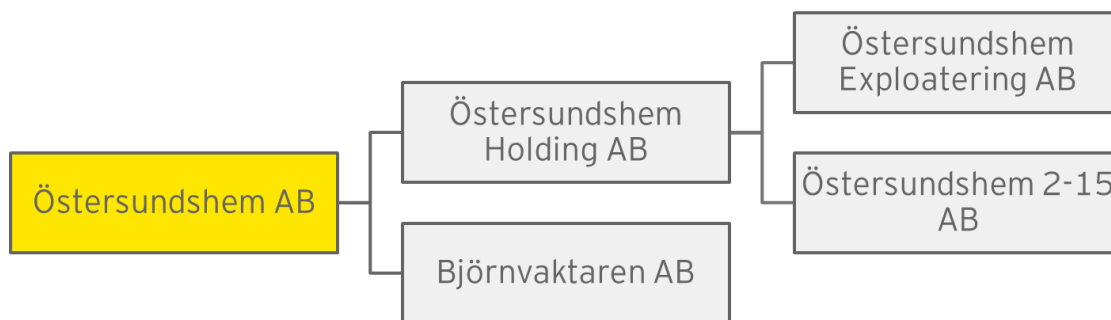 Östersundshem AB
Östersundshem
Holding AB
Björnvaktaren AB
Östersundshem
Exploatering AB
Östersundshem 2-15
AB